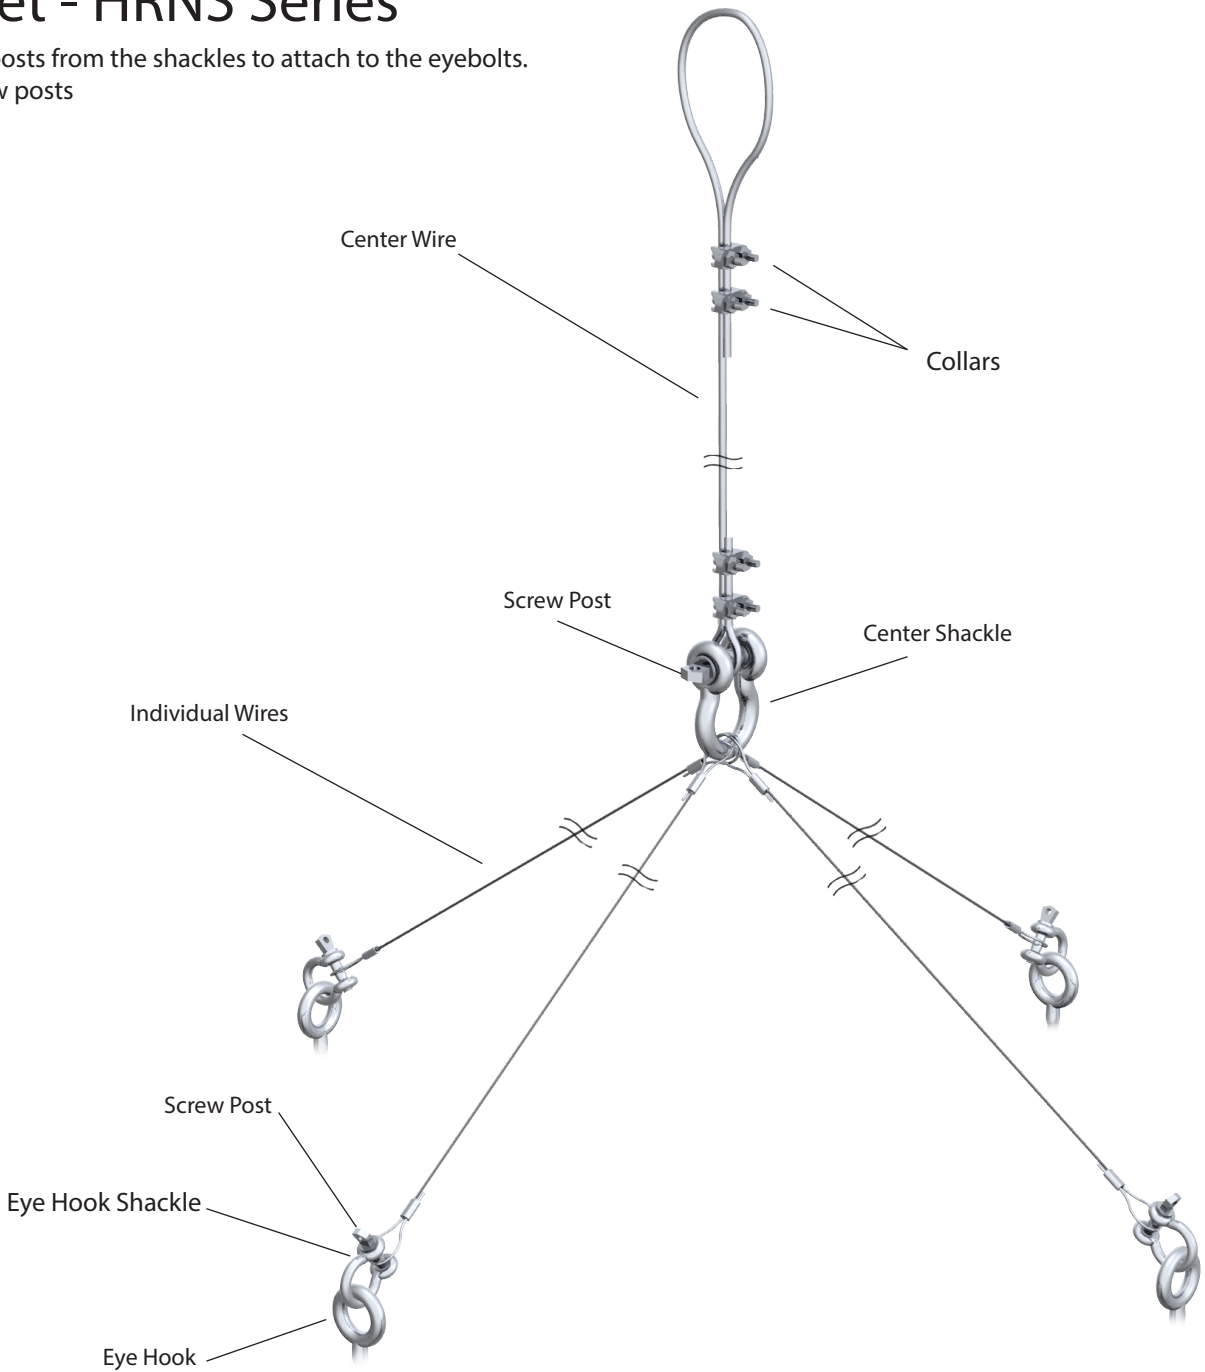 et - HRNS Series
osts from the shackles to attach to the eyebolts.
w posts
Center Wire
Collars
Screw Post
Center Shackle
Individual Wires
Screw Post
Eye Hook Shackle
Eye Hook